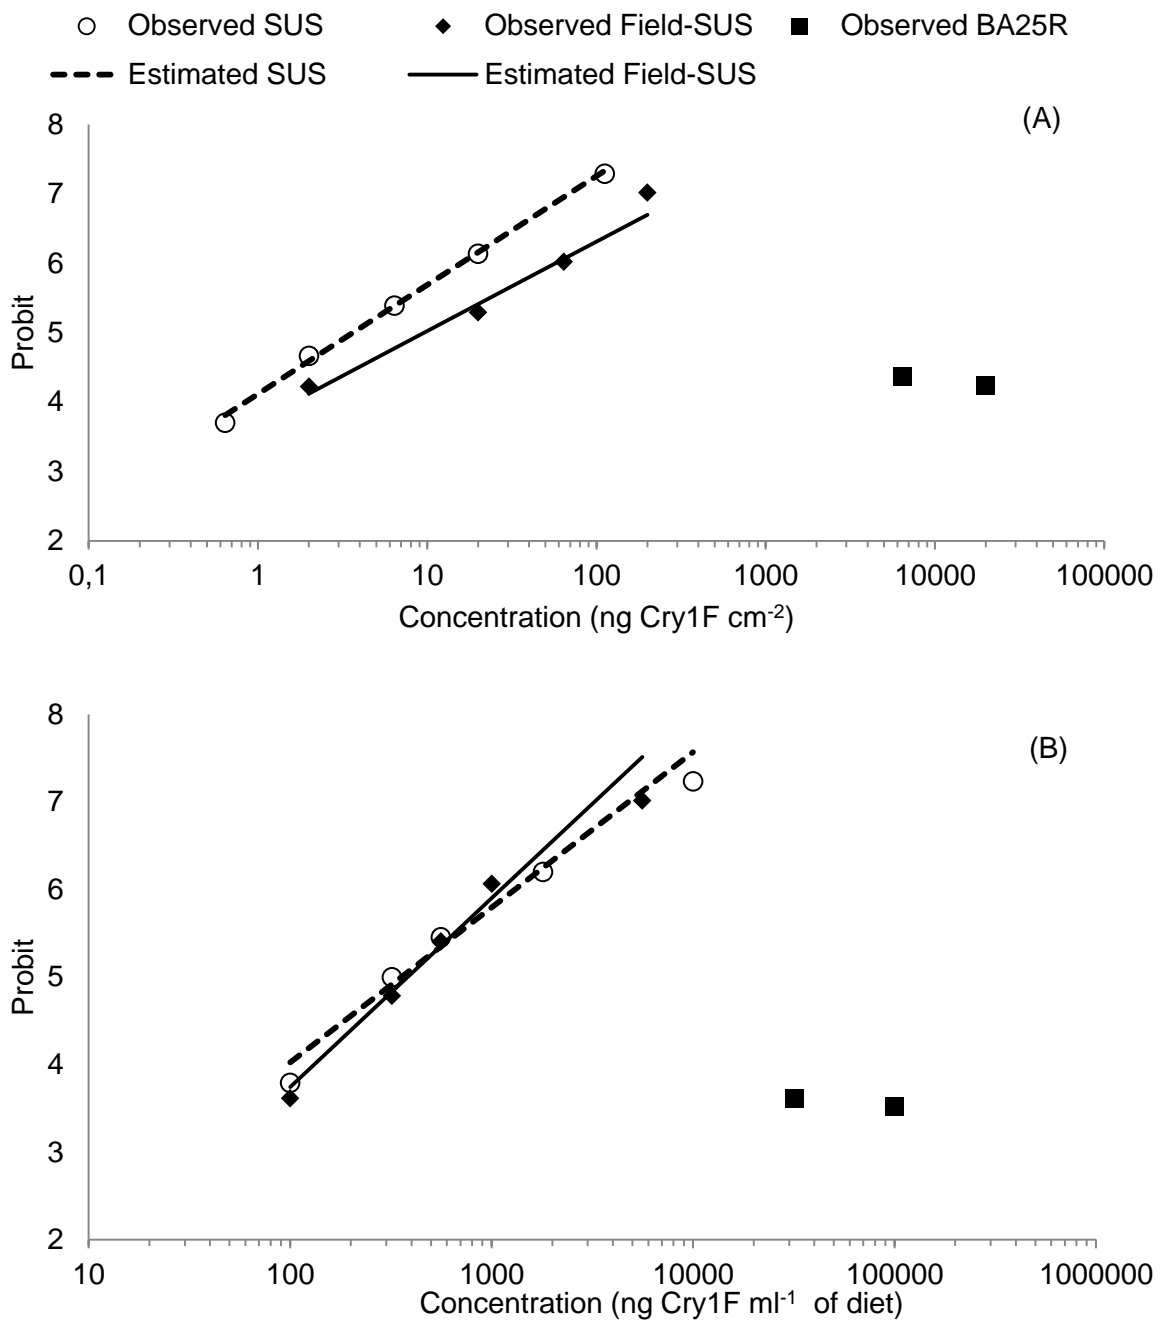 Observed SUS Observed Field-SUS Observed BA25R
Estimated SUS Estimated Field-SUS
(A)
8
7
6
5
4
3
2
Probit
0,1 1 10 100 1000 10000 100000
Concentration (ng Cry1F cm-2)
(B)
8
7
6
5
4
3
2
Probit
10 100 1000 10000 100000 1000000
Concentration (ng Cry1F ml-1 of diet)